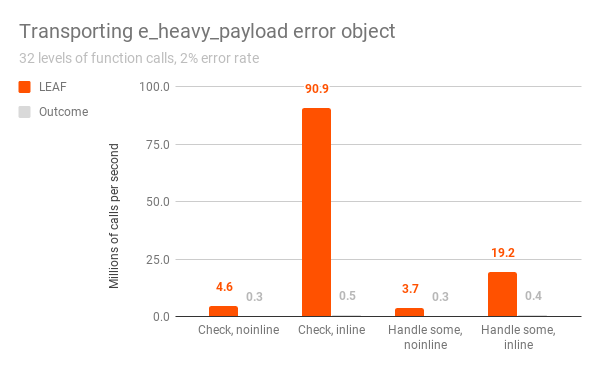 Transporting e_heavy_payload error object
32 levels of function calls, 2% error rate
LEAF
Outcome
Millions of calls per second
100.0
75.0
50.0
25.0
0.0
4.6
0.3
90.9
0.5
3.7
0.3
19.2
0.4
Check, noinline
Check, inline
Handle some,
noinline
Handle some,
inline